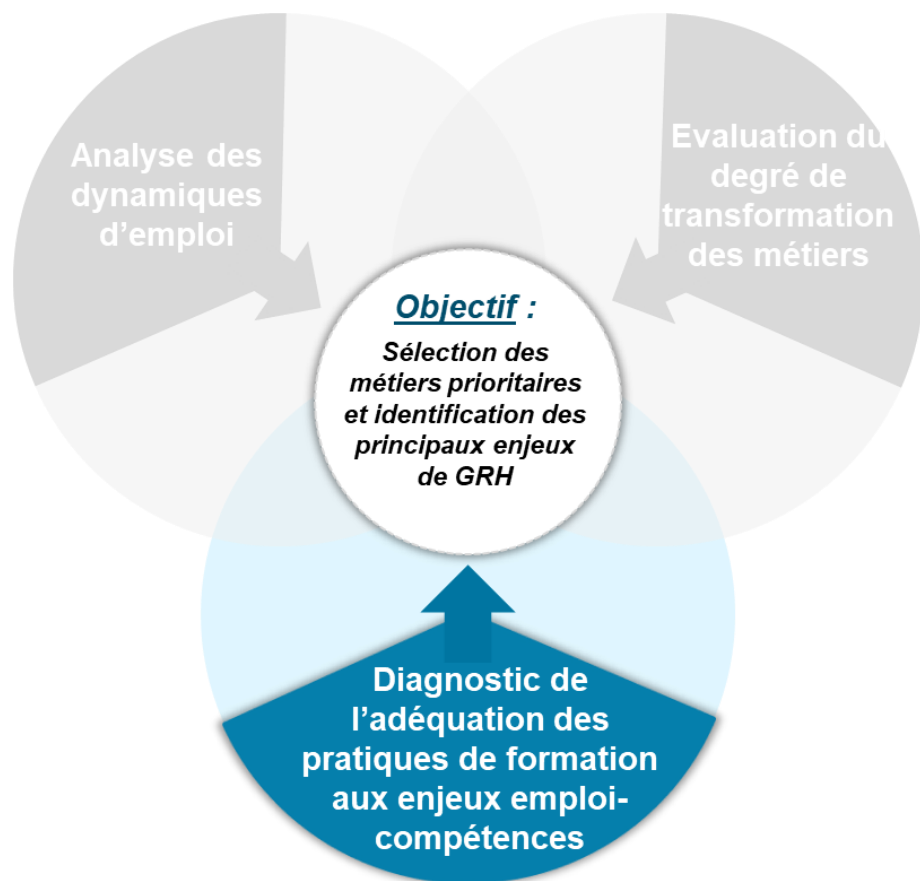 Analyse des
dynamiques
d’emploi
Evaluation du
degré de
transformation
des métiers
Objectif :
Sélection des
métiers prioritaires
et identification des
principaux enjeux
de GRH
Diagnostic de
l’adéquation des
pratiques de formation
aux enjeux emploi-
compétences